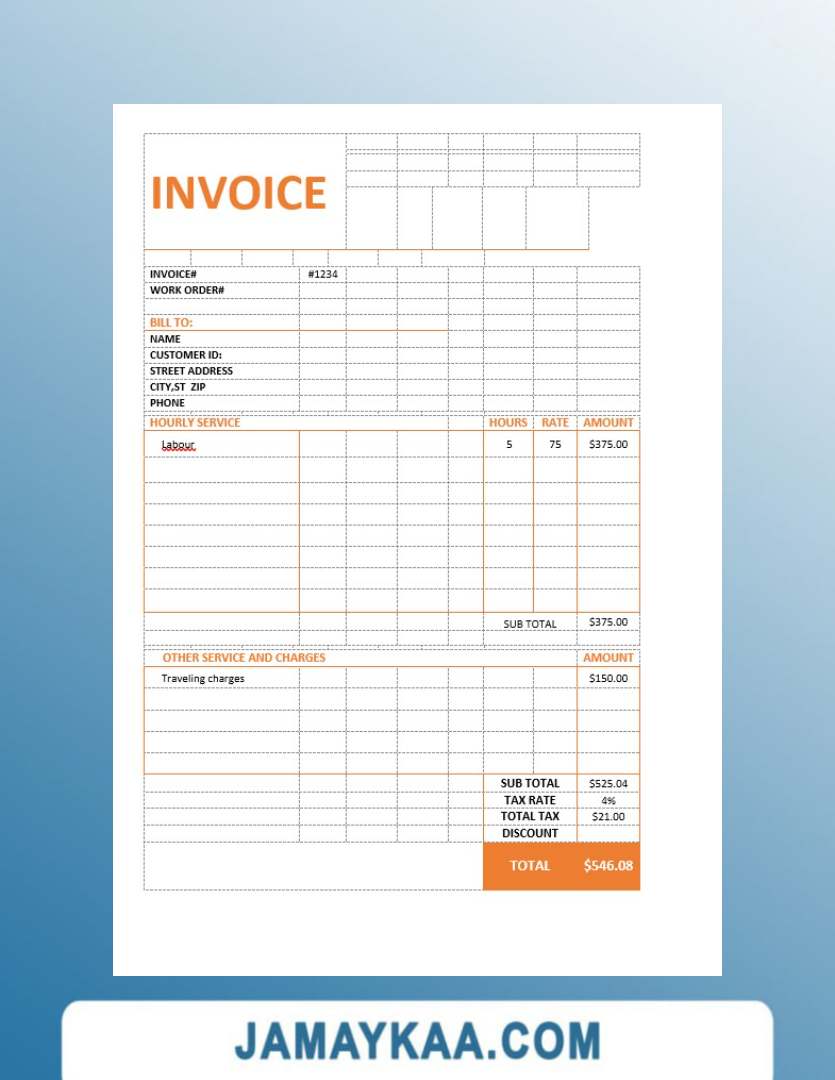 INVOICE
INVOICE# #1234
WORK ORDER#
BILL TO:
NAME
CUSTOMER ID:
STREET ADDRESS
CITY,ST ZIP
PHONE
HOURLY SERVICE HOURS RATE AMOUNT
Labour 5 75 $375.00
SUB TOTAL $375.00
OTHER SERVICE AND CHARGES AMOUNT
Traveling charges $150.00
SUB TOTAL $525.04
TAX RATE 4%
TOTAL TAX $21.00
DISCOUNT
TOTAL $546.08
JAMAYKAA.COM